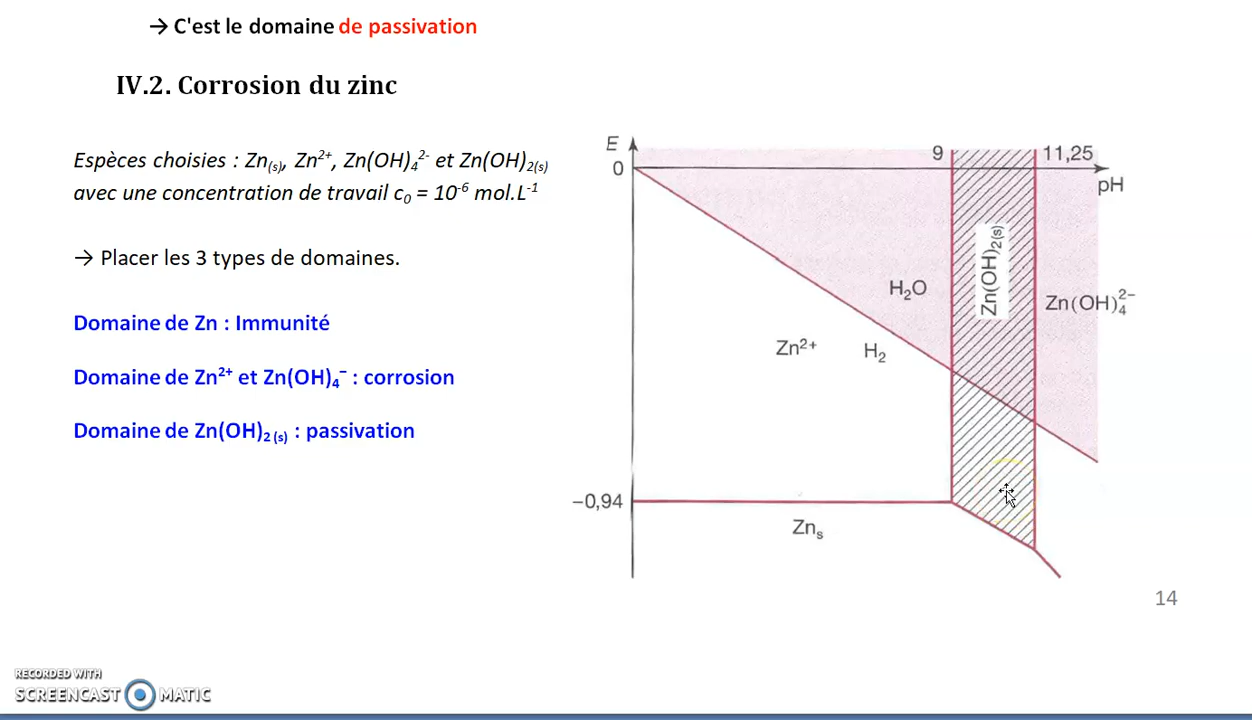 → C'est le domaine de passivation
IV.2. Corrosion du zinc
Espèces choisies : Zn(s), Zn²⁺, Zn(OH)₄²⁻ et Zn(OH)₂(s)
avec une concentration de travail c₀ = 10⁻⁶ mol.L⁻¹
→ Placer les 3 types de domaines.
Domaine de Zn : Immunité
Domaine de Zn²⁺ et Zn(OH)₄⁻ : corrosion
Domaine de Zn(OH)₂ (s) : passivation
E
0
9
11,25
pH
Zn(OH)₂(s)
H₂O
Zn(OH)₄²⁻
Zn²⁺
H₂
−0,94
Znₛ
14
RECORDED WITH
SCREENCAST MATIC